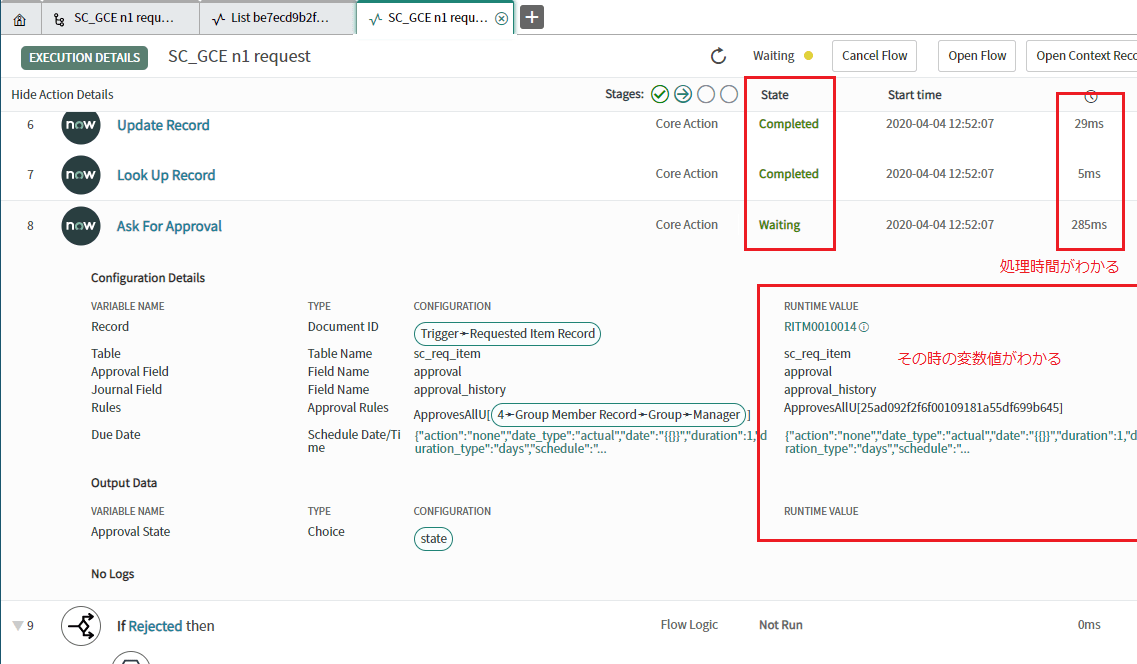 SC_GCE n1 requ...
List be7ecd9b2f...
SC_GCE n1 requ...
EXECUTION DETAILS
SC_GCE n1 request
Waiting
Cancel Flow
Open Flow
Open Context Reco
Hide Action Details
Stages:
State
Start time
6
now
Update Record
Core Action
Completed
2020-04-04 12:52:07
29ms
7
now
Look Up Record
Core Action
Completed
2020-04-04 12:52:07
5ms
8
now
Ask For Approval
Core Action
Waiting
2020-04-04 12:52:07
285ms
処理時間がわかる
Configuration Details
VARIABLE NAME
TYPE
CONFIGURATION
RUNTIME VALUE
Record
Document ID
Trigger➛Requested Item Record
RITM0010014
Table
Table Name
sc_req_item
sc_req_item
その時の変数値がわかる
Approval Field
Field Name
approval
approval
Journal Field
Field Name
approval_history
approval_history
Rules
Approval Rules
ApprovesAllU[ 4➛Group Member Record➛Group➛Manager ]
ApprovesAllU[25ad092f2f6f00109181a55df699b645]
Due Date
Schedule Date/Ti
me
{"action":"none","date_type":"actual","date":"{{}}","duration":1,"d
uration_type":"days","schedule":"...
{"action":"none","date_type":"actual","date":"{{}}","duration":1,"d
ration_type":"days","schedule":"...
Output Data
VARIABLE NAME
TYPE
CONFIGURATION
RUNTIME VALUE
Approval State
Choice
state
No Logs
9
If Rejected then
Flow Logic
Not Run
0ms